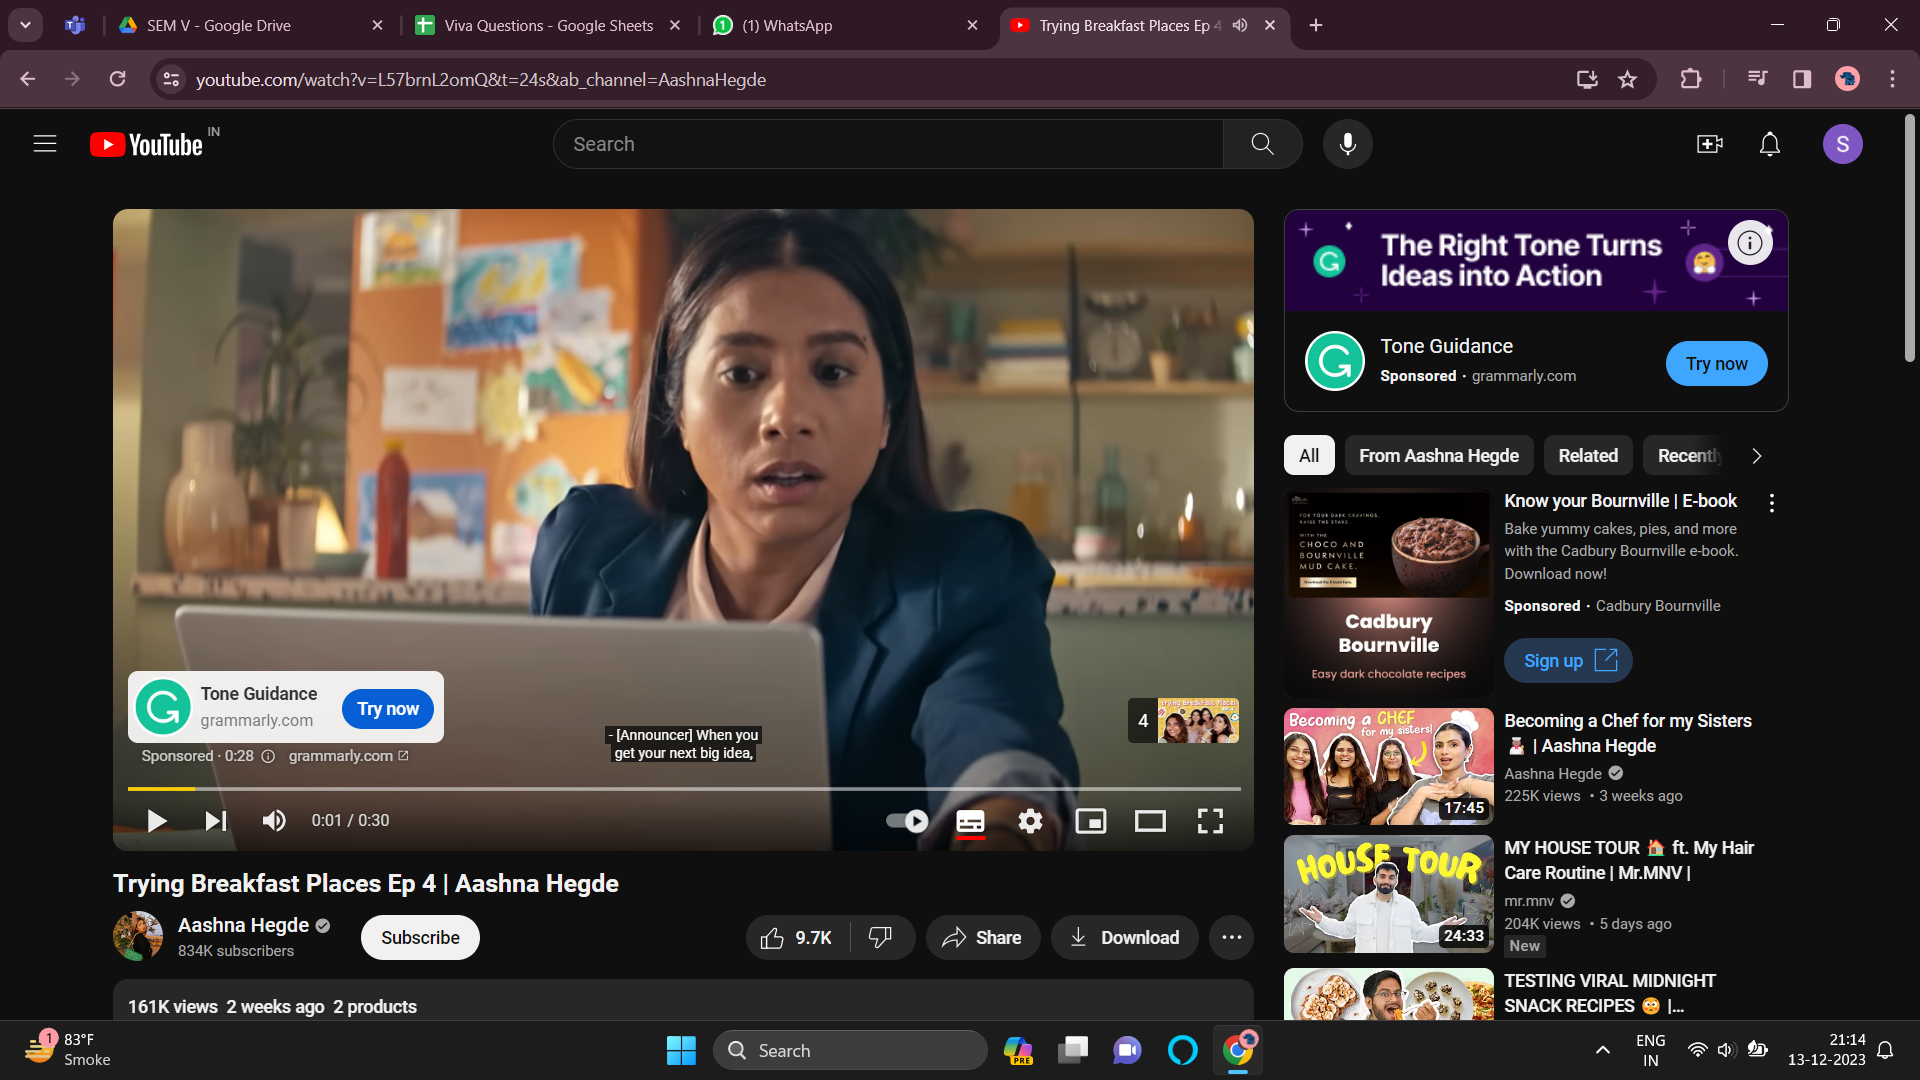 SEM V - Google Drive
Viva Questions - Google Sheets
(1) WhatsApp
Trying Breakfast Places Ep 4
youtube.com/watch?v=L57brnL2omQ&t=24s&ab_channel=AashnaHegde
YouTube IN
Search
S
The Right Tone Turns
Ideas into Action
Tone Guidance
Sponsored · grammarly.com
Try now
All
From Aashna Hegde
Related
Recently
Know your Bournville | E-book
Bake yummy cakes, pies, and more
with the Cadbury Bournville e-book.
Download now!
Sponsored · Cadbury Bournville
Sign up
FOR YOUR DARK CRAVINGS,
RAISE THE STAKE.
WITH THE
CHOCO AND
BOURNVILLE
MUD CAKE.
Cadbury
Bournville
Easy dark chocolate recipes
Tone Guidance
grammarly.com
Try now
Sponsored · 0:28
grammarly.com
- [Announcer] When you
get your next big idea,
4
Trying Breakfast Places
0:01 / 0:30
Becoming a CHEF
for my sisters!
17:45
Becoming a Chef for my Sisters
👨‍🍳 | Aashna Hegde
Aashna Hegde
225K views • 3 weeks ago
HOUSE TOUR
24:33
MY HOUSE TOUR 🏠 ft. My Hair
Care Routine | Mr.MNV |
mr.mnv
204K views • 5 days ago
New
TESTING VIRAL MIDNIGHT
SNACK RECIPES 😳 |...
Trying Breakfast Places Ep 4 | Aashna Hegde
Aashna Hegde
834K subscribers
Subscribe
9.7K
Share
Download
161K views 2 weeks ago 2 products
1
83°F
Smoke
Search
PRE
ENG
IN
21:14
13-12-2023